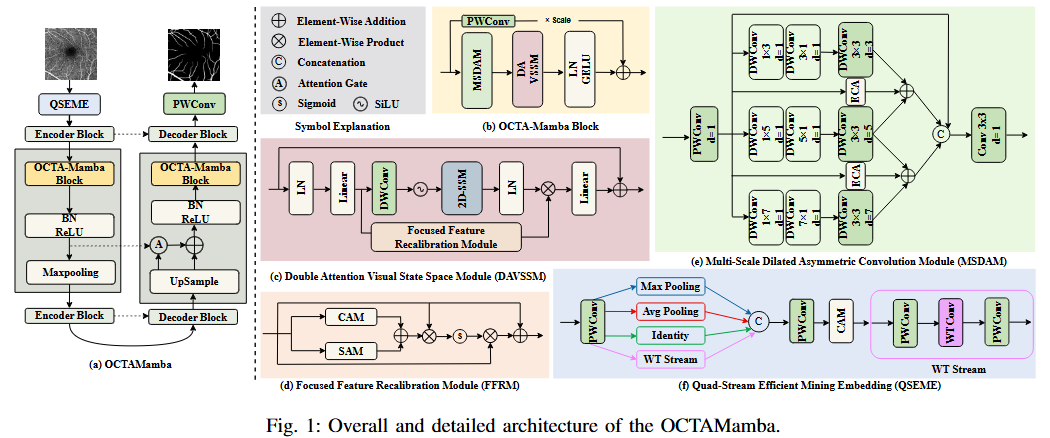 QSEME
Encoder Block
OCTA-Mamba
Block
BN
ReLU
Maxpooling
Encoder Block
PWConv
Decoder Block
OCTA-Mamba
Block
BN
ReLU
A
UpSample
Decoder Block
(a) OCTAMamba
Element-Wise Addition
Element-Wise Product
C
Concatenation
A
Attention Gate
S
Sigmoid
SiLU
Symbol Explanation
PWConv
× Scale
MSDAM
DA
VSSM
LN
GELU
(b) OCTA-Mamba Block
LN
Linear
DWConv
2D-SSM
LN
Linear
Focused Feature
Recalibration Module
(c) Double Attention Visual State Space Module (DAVSSM)
CAM
SAM
S
(d) Focused Feature Recalibration Module (FFRM)
PWConv
d=1
DWConv
1×3
d=1
DWConv
3×1
d=1
DWConv
3×3
d=3
ECA
DWConv
1×5
d=1
DWConv
5×1
d=1
DWConv
3×3
d=5
ECA
DWConv
1×7
d=1
DWConv
7×1
d=1
DWConv
3×3
d=7
C
Conv 3x3
d=1
(e) Multi-Scale Dilated Asymmetric Convolution Module (MSDAM)
PWConv
Max Pooling
Avg Pooling
Identity
WT Stream
C
PWConv
CAM
PWConv
WTConv
PWConv
WT Stream
(f) Quad-Stream Efficient Mining Embedding (QSEME)
Fig. 1: Overall and detailed architecture of the OCTAMamba.